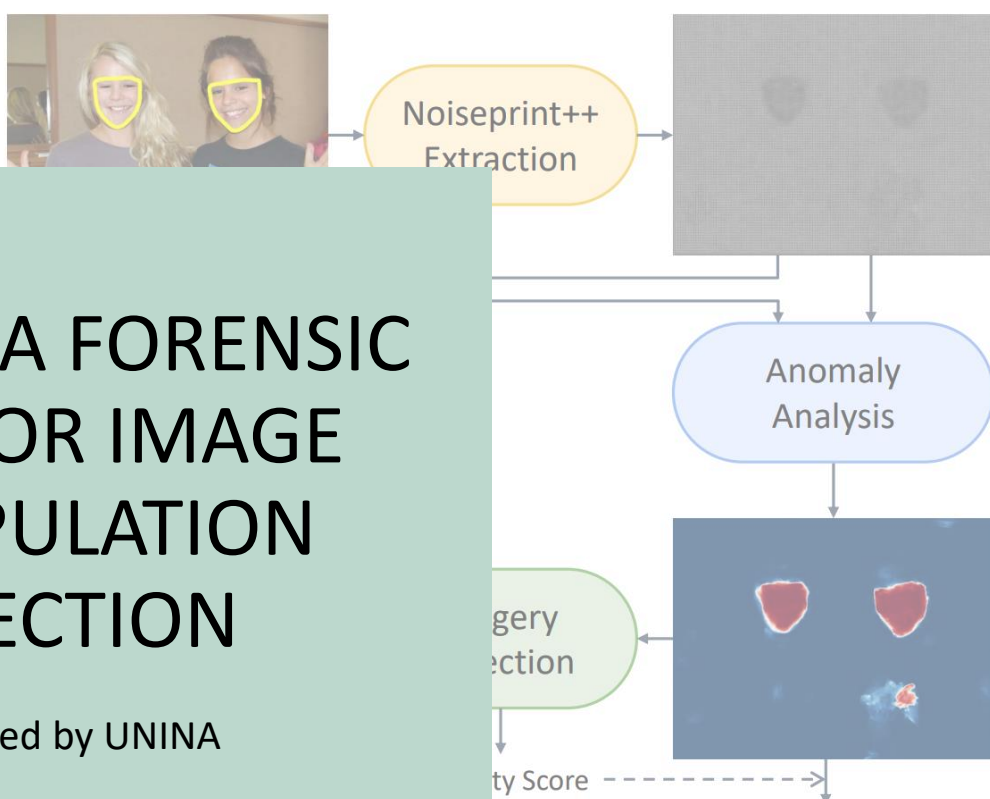 Noiseprint++
Extraction
A FORENSIC
OR IMAGE
PULATION
ECTION
ed by UNINA
Anomaly
Analysis
gery
ection
ty Score